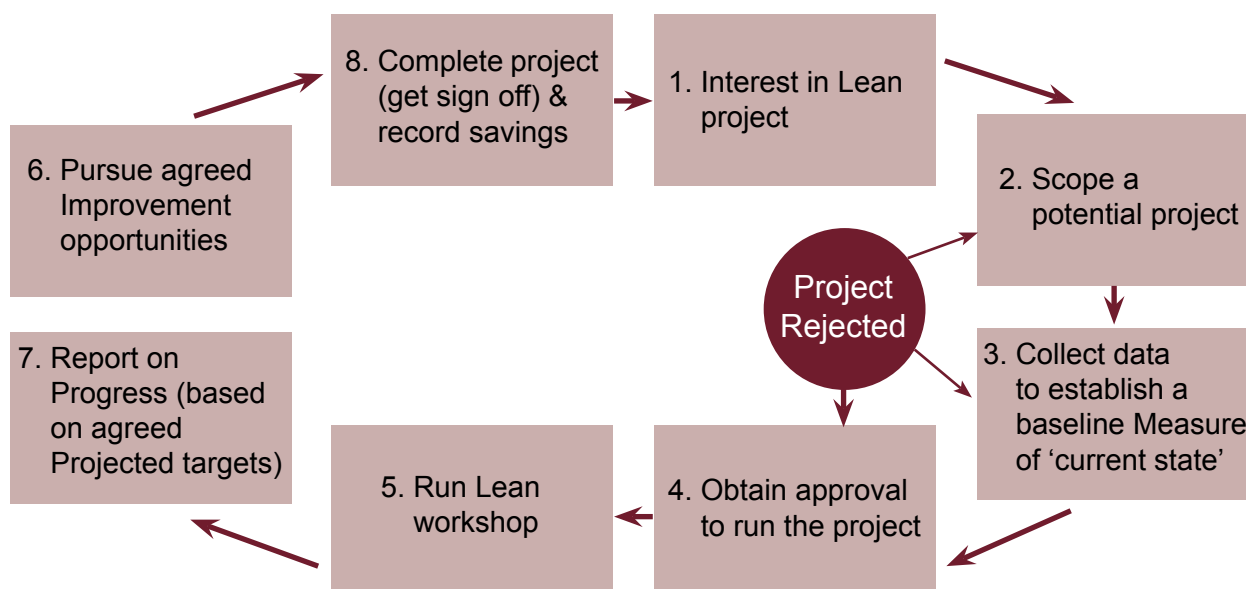 8. Complete project
(get sign off) &
record savings
1. Interest in Lean
project
6. Pursue agreed
Improvement
opportunities
2. Scope a
potential project
Project
Rejected
7. Report on
Progress (based
on agreed
Projected targets)
3. Collect data
to establish a
baseline Measure
of ‘current state’
5. Run Lean
workshop
4. Obtain approval
to run the project